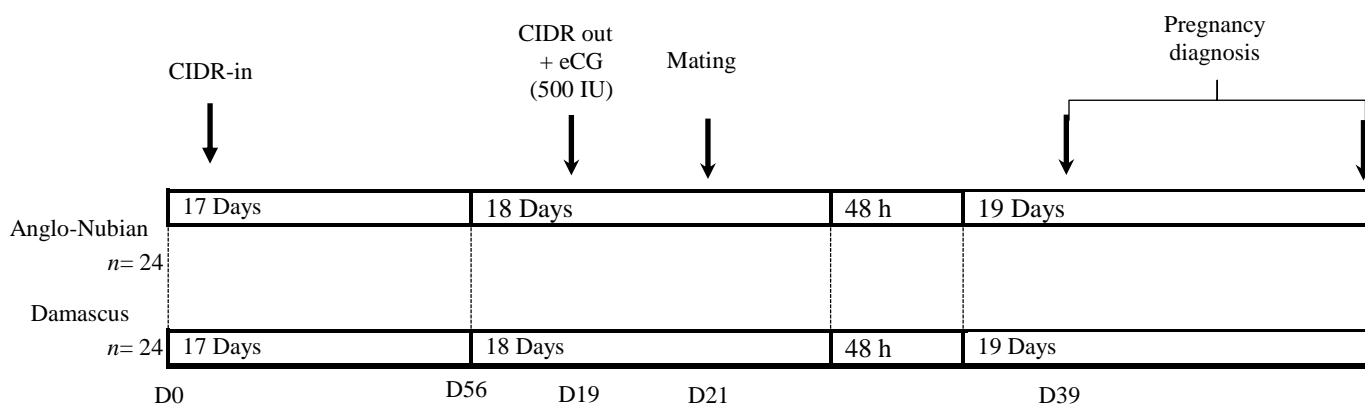 CIDR-in
CIDR out
+ eCG
(500 IU)
Mating
Pregnancy
diagnosis
Anglo-Nubian
n= 24
17 Days
18 Days
48 h
19 Days
Damascus
n= 24
17 Days
18 Days
48 h
19 Days
D0
D56
D19
D21
D39